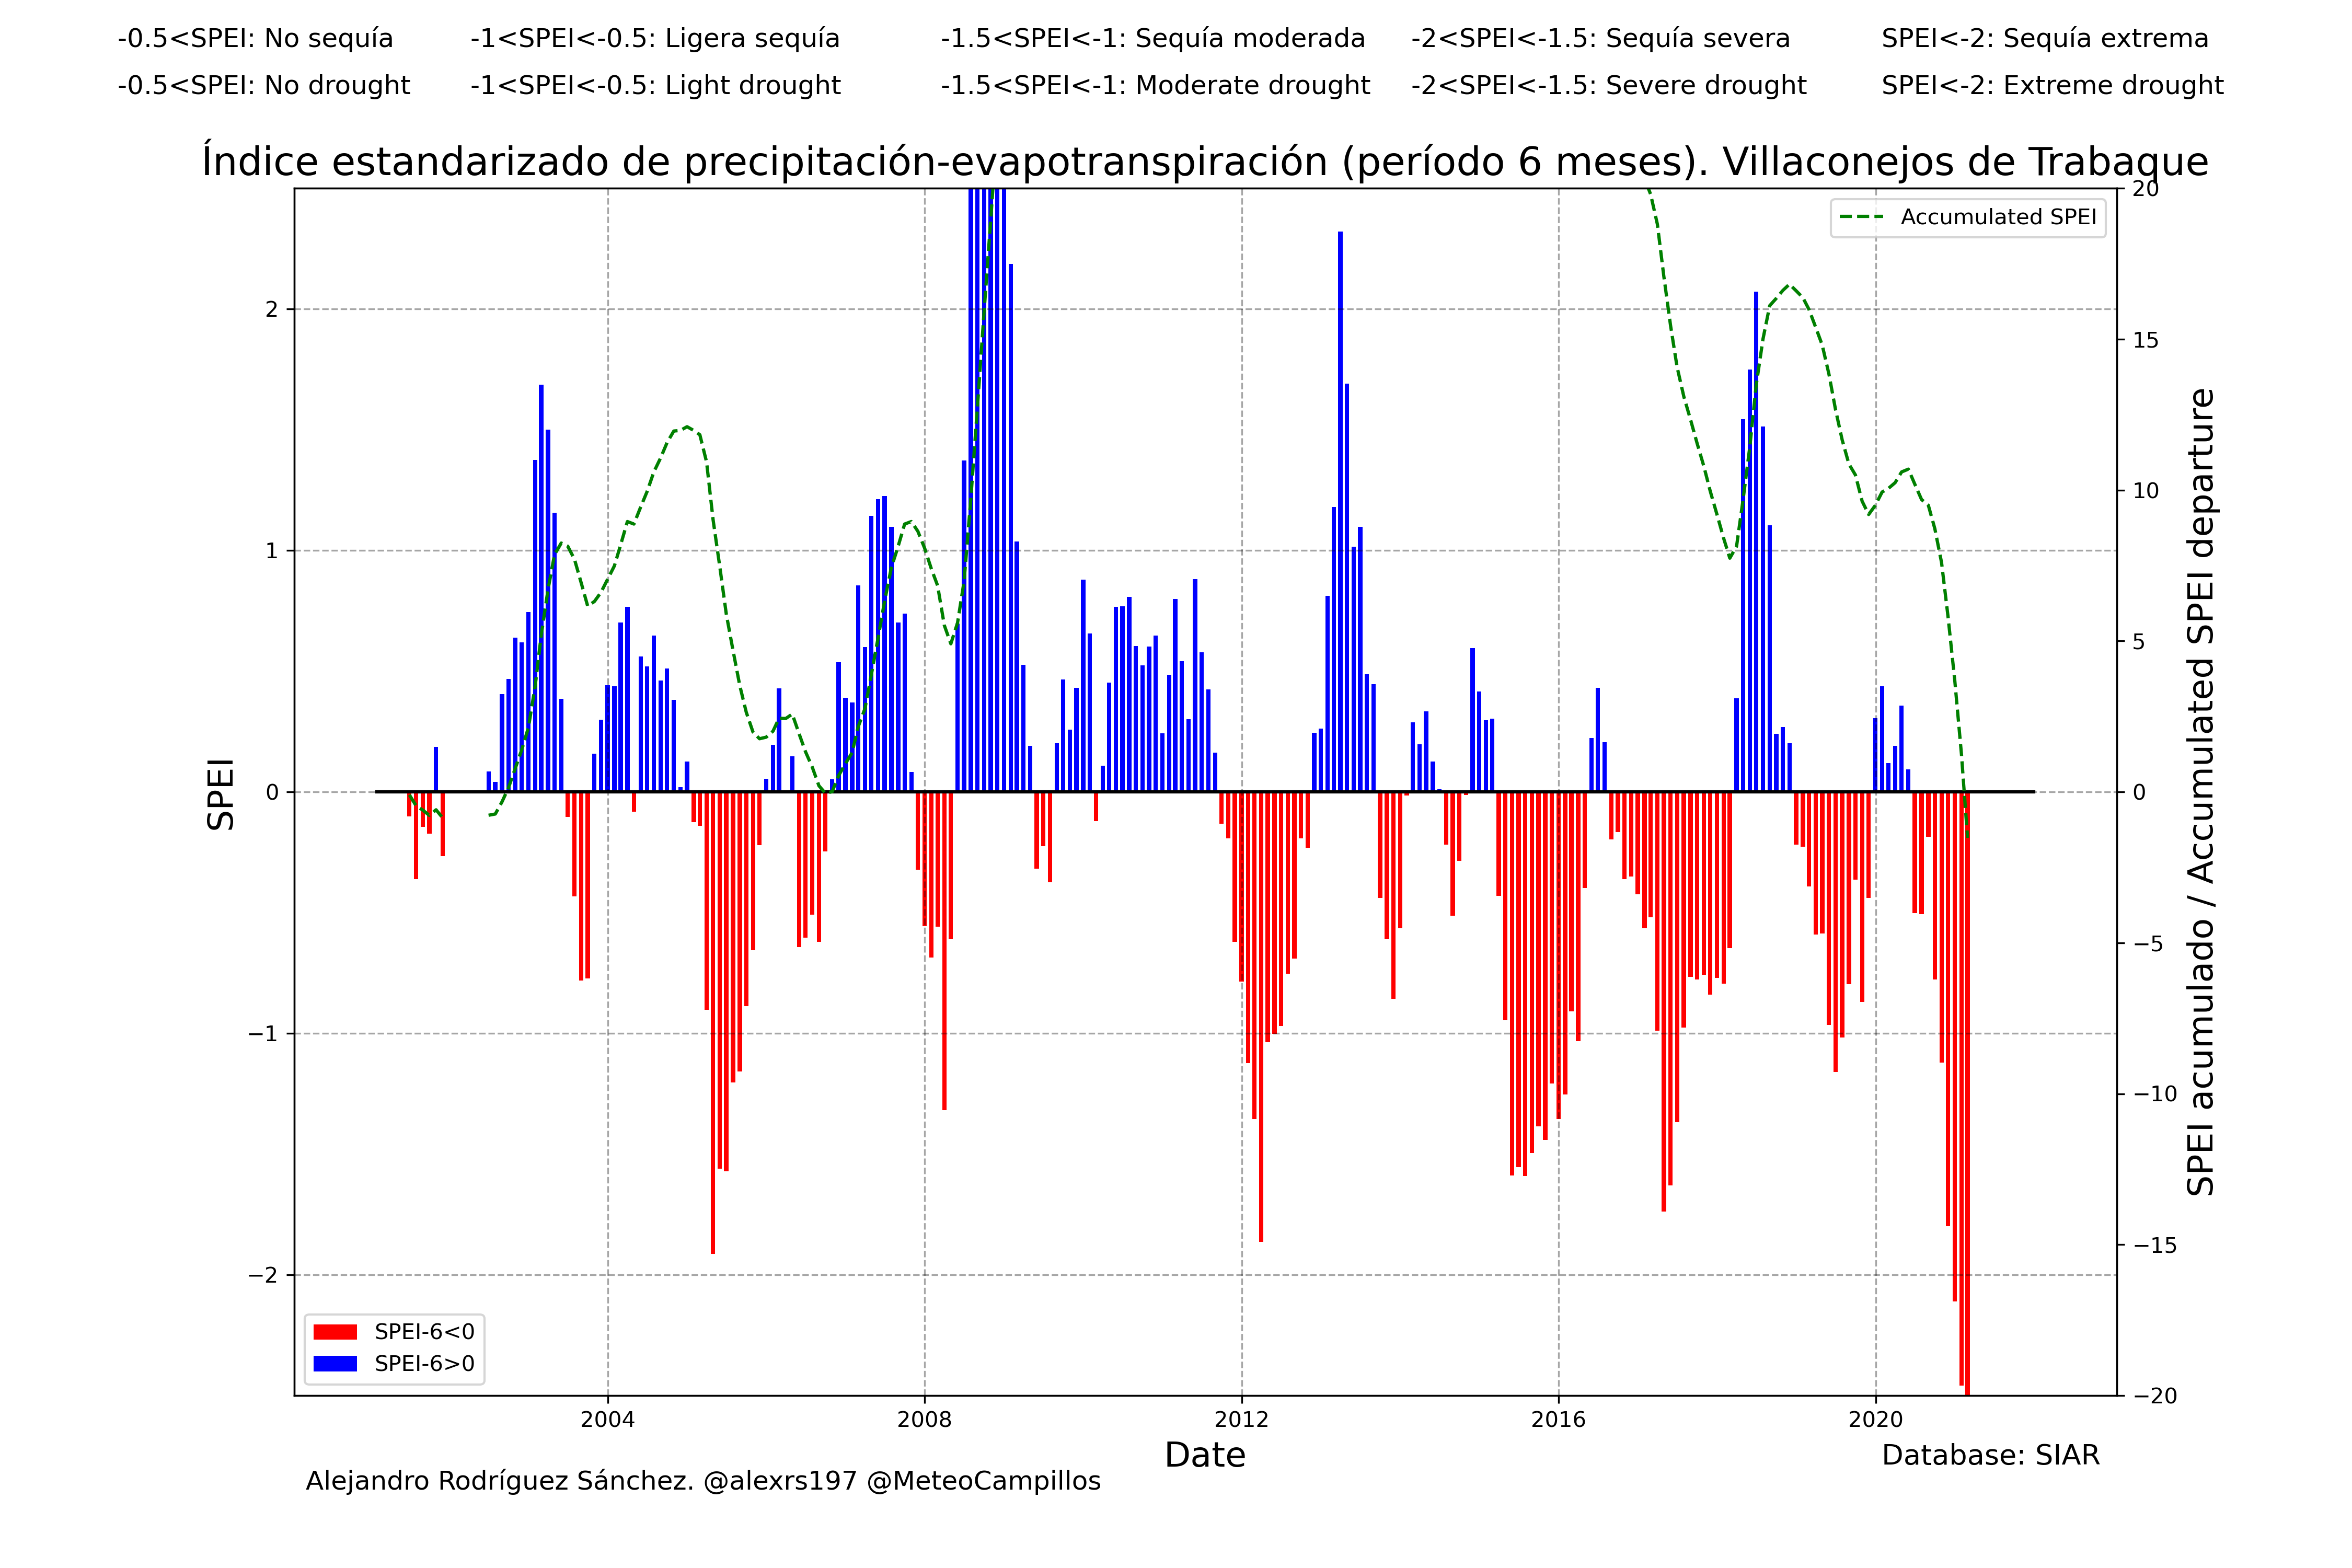 -0.5<SPEI: No sequía -1<SPEI<-0.5: Ligera sequía -1.5<SPEI<-1: Sequía moderada -2<SPEI<-1.5: Sequía severa SPEI<-2: Sequía extrema
-0.5<SPEI: No drought -1<SPEI<-0.5: Light drought -1.5<SPEI<-1: Moderate drought -2<SPEI<-1.5: Severe drought SPEI<-2: Extreme drought
Índice estandarizado de precipitación-evapotranspiración (período 6 meses). Villaconejos de Trabaque
Accumulated SPEI
2
1
0
−1
−2
SPEI
20
15
10
5
0
−5
−10
−15
−20
SPEI acumulado / Accumulated SPEI departure
SPEI-6<0
SPEI-6>0
2004 2008 2012 2016 2020
Date
Database: SIAR
Alejandro Rodríguez Sánchez. @alexrs197 @MeteoCampillos